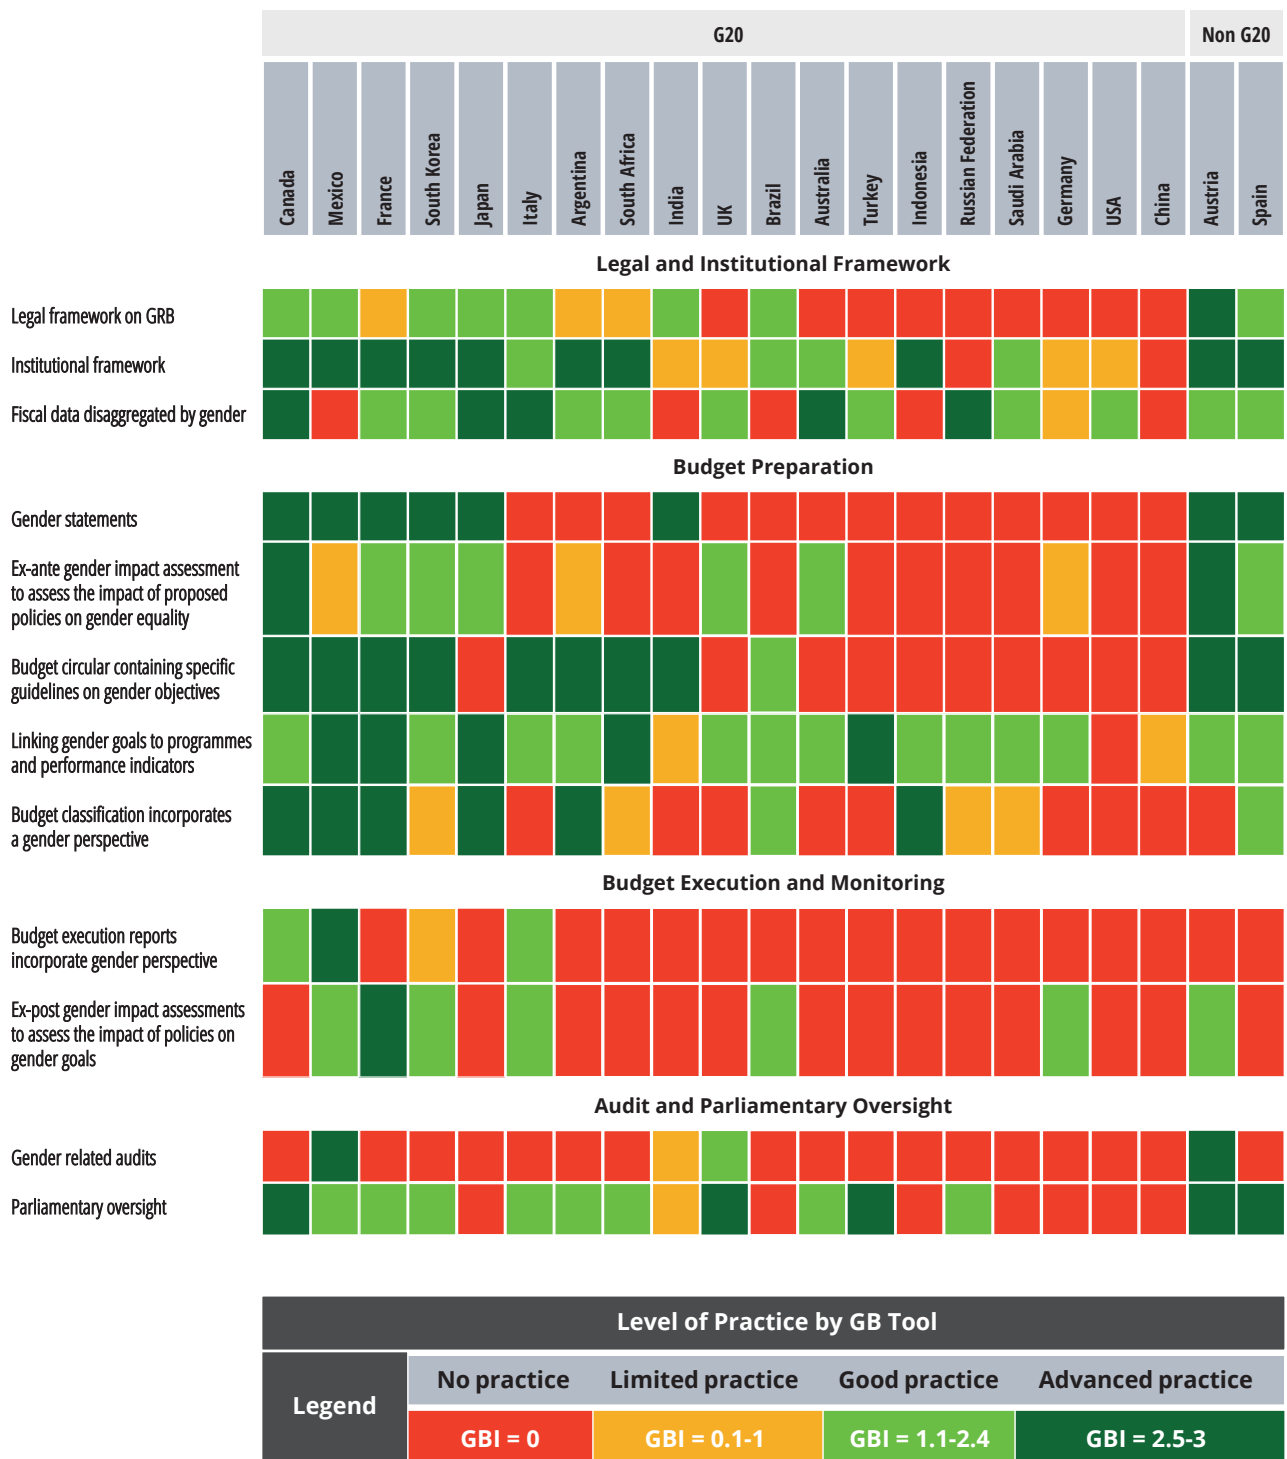 G20
Non G20
Canada
Mexico
France
South Korea
Japan
Italy
Argentina
South Africa
India
UK
Brazil
Australia
Turkey
Indonesia
Russian Federation
Saudi Arabia
Germany
USA
China
Austria
Spain
Legal and Institutional Framework
Legal framework on GRB
Institutional framework
Fiscal data disaggregated by gender
Budget Preparation
Gender statements
Ex-ante gender impact assessment
to assess the impact of proposed
policies on gender equality
Budget circular containing specific
guidelines on gender objectives
Linking gender goals to programmes
and performance indicators
Budget classification incorporates
a gender perspective
Budget Execution and Monitoring
Budget execution reports
incorporate gender perspective
Ex-post gender impact assessments
to assess the impact of policies on
gender goals
Audit and Parliamentary Oversight
Gender related audits
Parliamentary oversight
Level of Practice by GB Tool
Legend
No practice
Limited practice
Good practice
Advanced practice
GBI = 0
GBI = 0.1-1
GBI = 1.1-2.4
GBI = 2.5-3